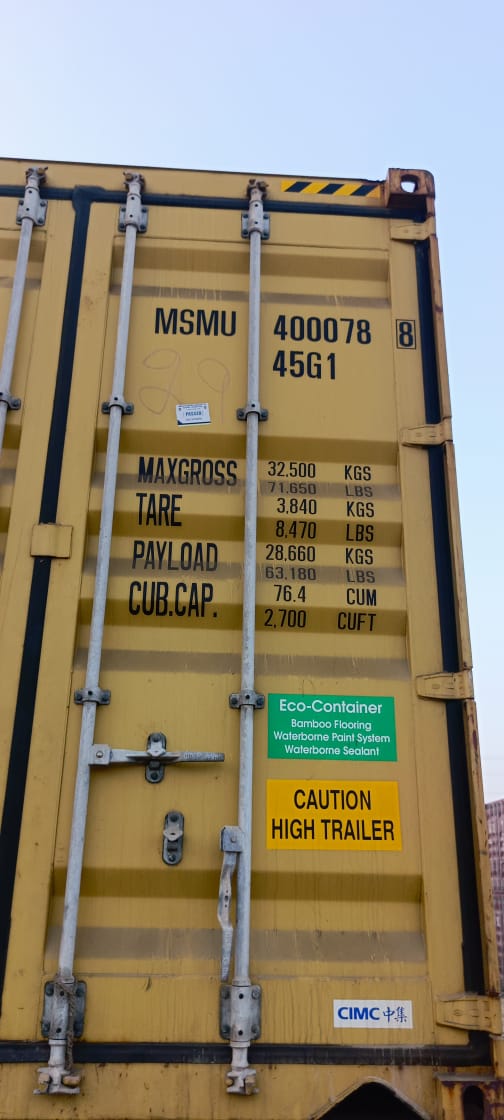 MSMU 400078 8
45G1
29
PASSED
MAXGROSS 32,500 KGS
71,650 LBS
TARE 3,840 KGS
8,470 LBS
PAYLOAD 28,660 KGS
63,180 LBS
CUB.CAP. 76.4 CUM
2,700 CUFT
Eco-Container
Bamboo Flooring
Waterborne Paint System
Waterborne Sealant
CAUTION
HIGH TRAILER
CIMC 中集